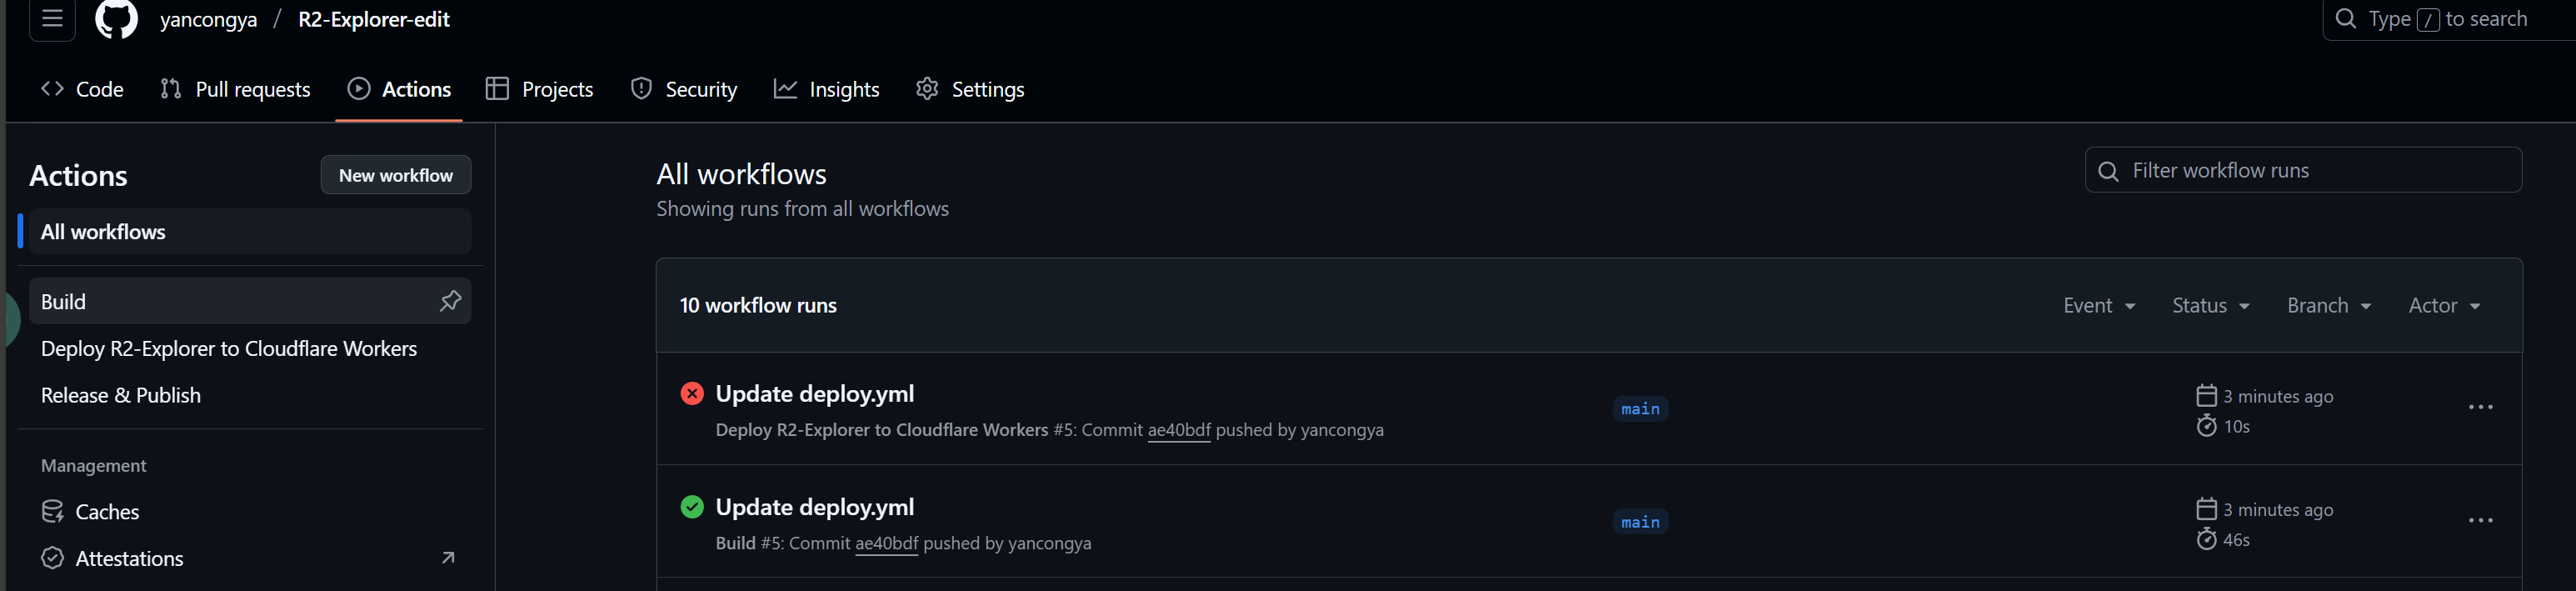 yancongya / R2-Explorer-edit
Type / to search
Code
Pull requests
Actions
Projects
Security
Insights
Settings
Actions
New workflow
All workflows
Build
Deploy R2-Explorer to Cloudflare Workers
Release & Publish
Management
Caches
Attestations
All workflows
Showing runs from all workflows
Filter workflow runs
10 workflow runs
Event
Status
Branch
Actor
Update deploy.yml
Deploy R2-Explorer to Cloudflare Workers #5: Commit ae40bdf pushed by yancongya
main
3 minutes ago
10s
Update deploy.yml
Build #5: Commit ae40bdf pushed by yancongya
main
3 minutes ago
46s